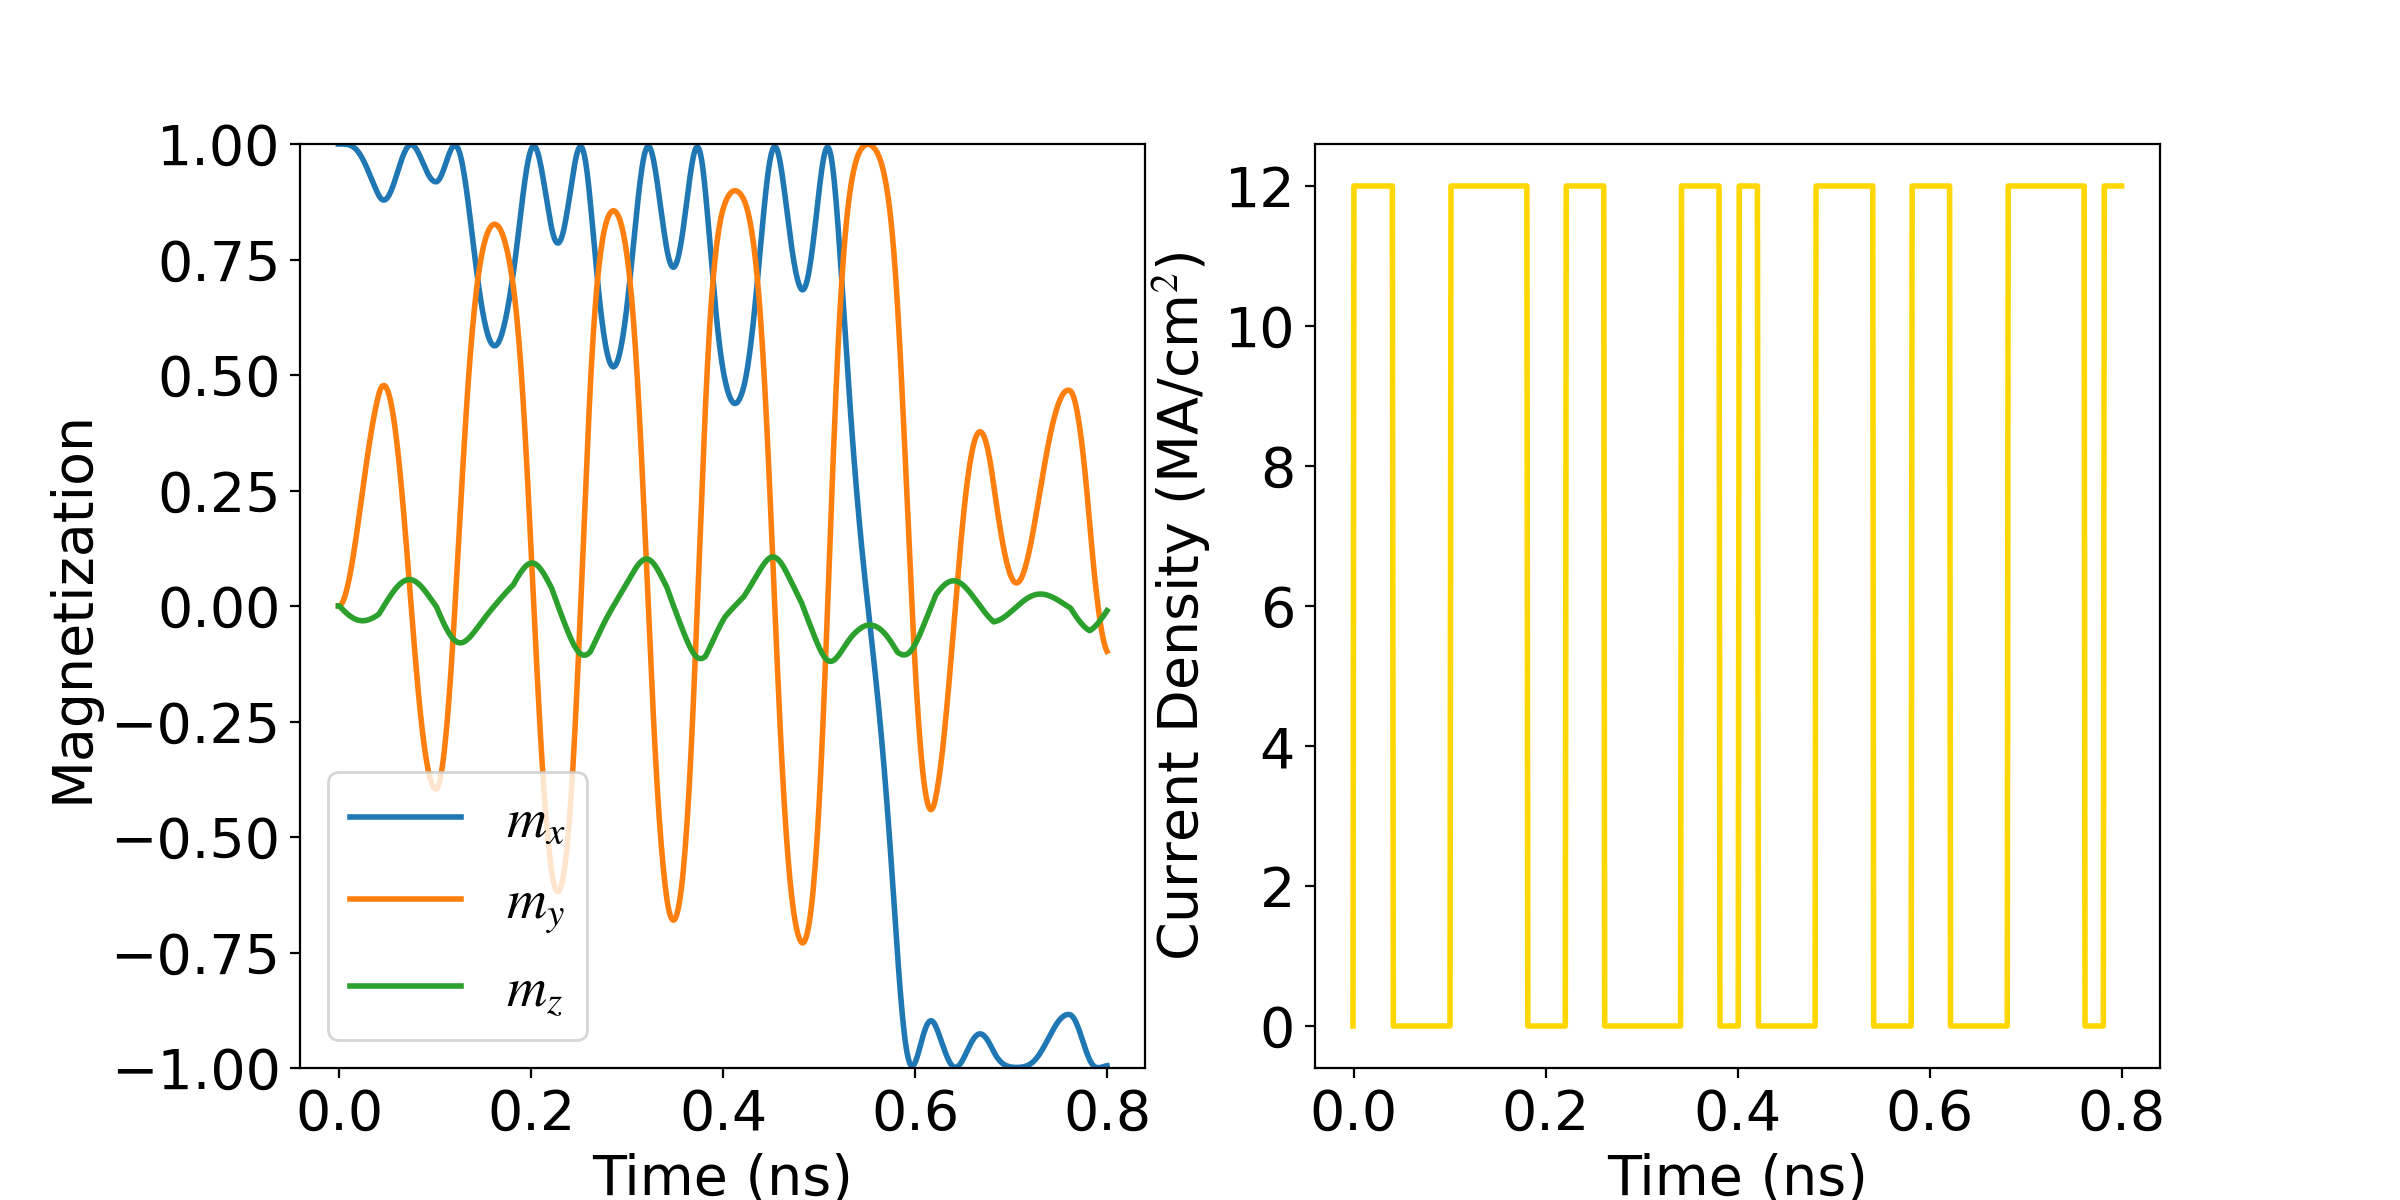 Magnetization
1.00
0.75
0.50
0.25
0.00
−0.25
−0.50
−0.75
−1.00
m_x
m_y
m_z
0.0 0.2 0.4 0.6 0.8
Time (ns)
Current Density (MA/cm²)
12
10
8
6
4
2
0
0.0 0.2 0.4 0.6 0.8
Time (ns)